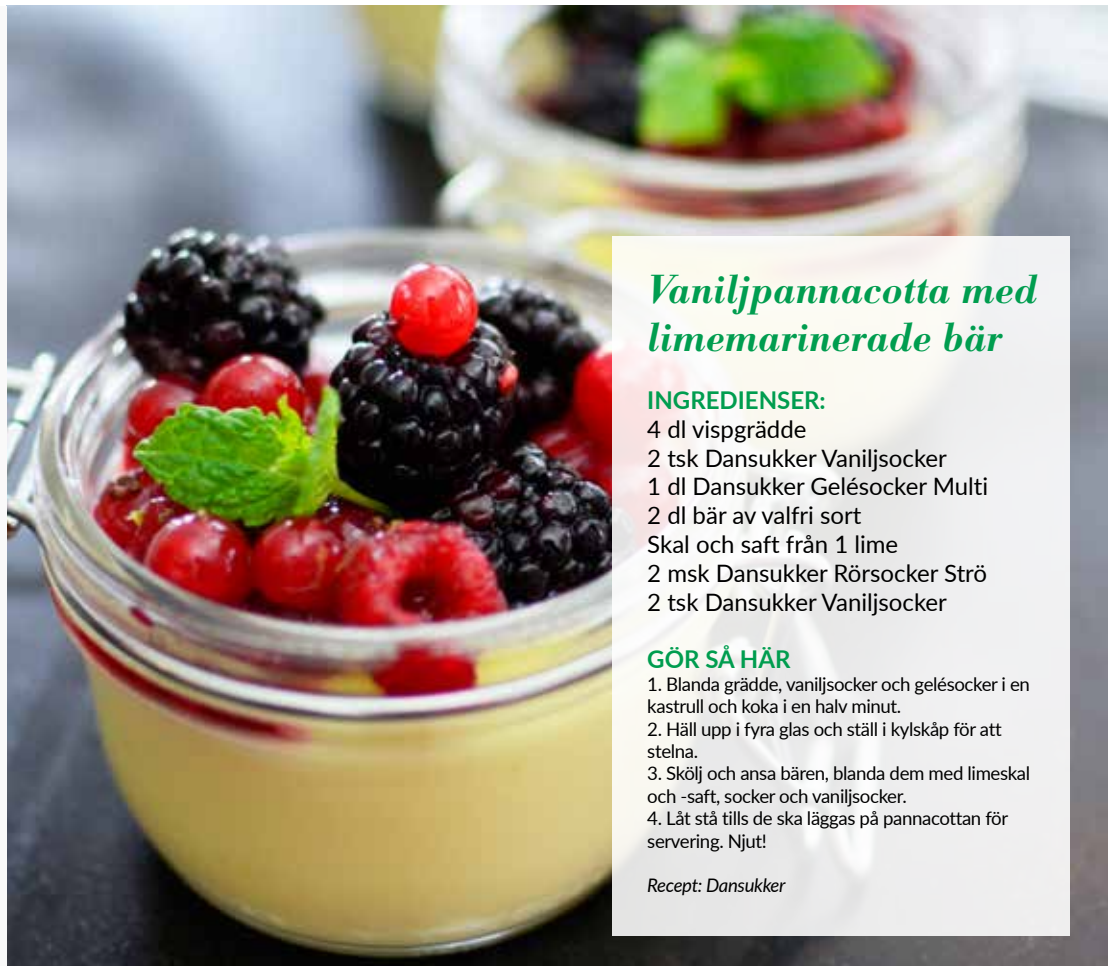 Vaniljpannacotta med
limemarinerade bär
INGREDIENSER:
4 dl vispgrädde
2 tsk Dansukker Vaniljsocker
1 dl Dansukker Gelésocker Multi
2 dl bär av valfri sort
Skal och saft från 1 lime
2 msk Dansukker Rörsocker Strö
2 tsk Dansukker Vaniljsocker
GÖR SÅ HÄR
1. Blanda grädde, vaniljsocker och gelésocker i en
kastrull och koka i en halv minut.
2. Häll upp i fyra glas och ställ i kylskåp för att
stelna.
3. Skölj och ansa bären, blanda dem med limeskal
och -saft, socker och vaniljsocker.
4. Låt stå tills de ska läggas på pannacottan för
servering. Njut!
Recept: Dansukker